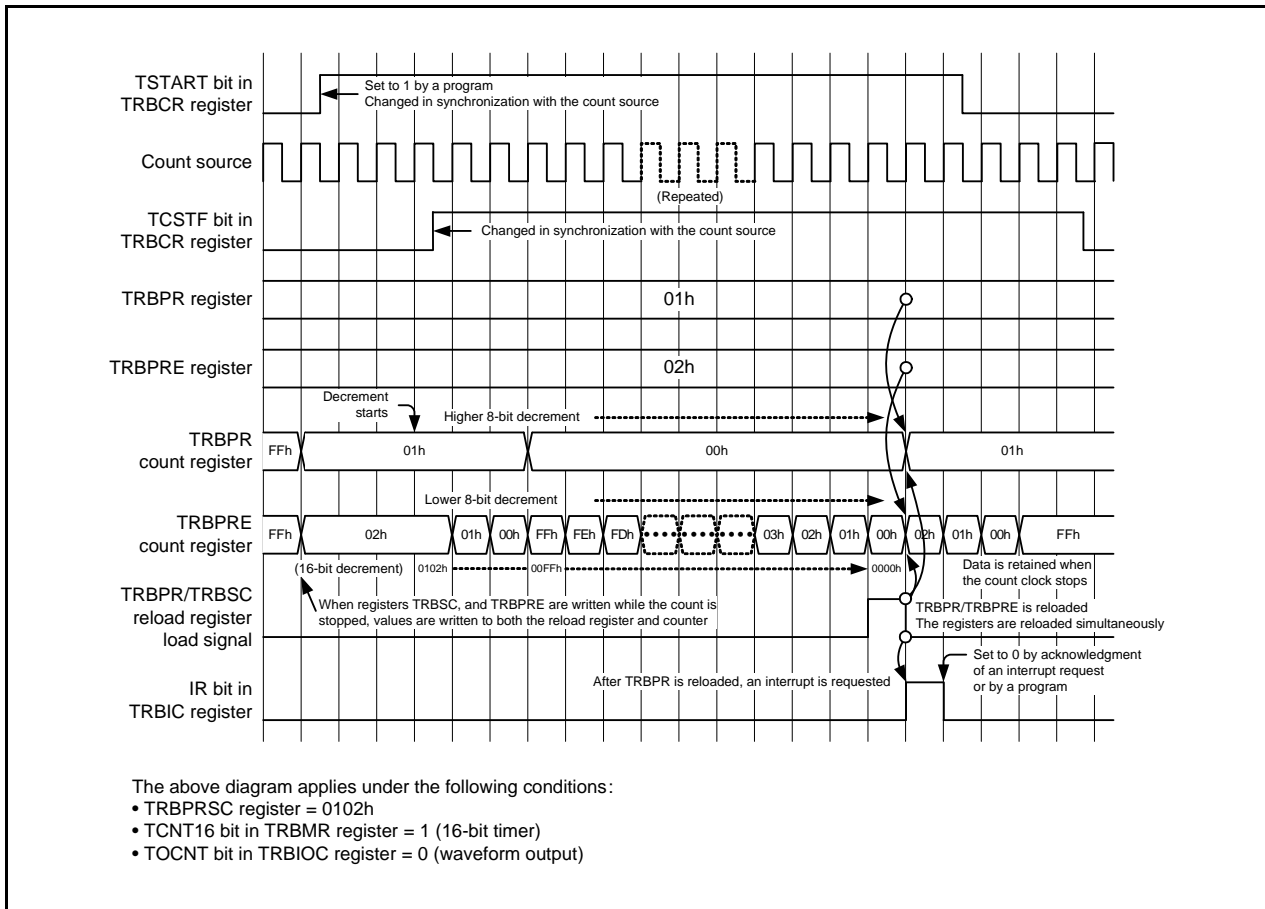 TSTART bit in
TRBCR register
Set to 1 by a program
Changed in synchronization with the count source
Count source
(Repeated)
TCSTF bit in
TRBCR register
Changed in synchronization with the count source
TRBPR register
01h
TRBPRE register
02h
Decrement
starts
Higher 8-bit decrement
TRBPR
count register
FFh
01h
00h
01h
Lower 8-bit decrement
TRBPRE
count register
FFh
02h
01h
00h
FFh
FEh
FDh
03h
02h
01h
00h
02h
01h
00h
FFh
(16-bit decrement)
0102h
00FFh
0000h
Data is retained when
the count clock stops
TRBPR/TRBSC
reload register
load signal
When registers TRBSC, and TRBPRE are written while the count is
stopped, values are written to both the reload register and counter
TRBPR/TRBPRE is reloaded
The registers are reloaded simultaneously
IR bit in
TRBIC register
After TRBPR is reloaded, an interrupt is requested
Set to 0 by acknowledgment
of an interrupt request
or by a program
The above diagram applies under the following conditions:
• TRBPRSC register = 0102h
• TCNT16 bit in TRBMR register = 1 (16-bit timer)
• TOCNT bit in TRBIOC register = 0 (waveform output)